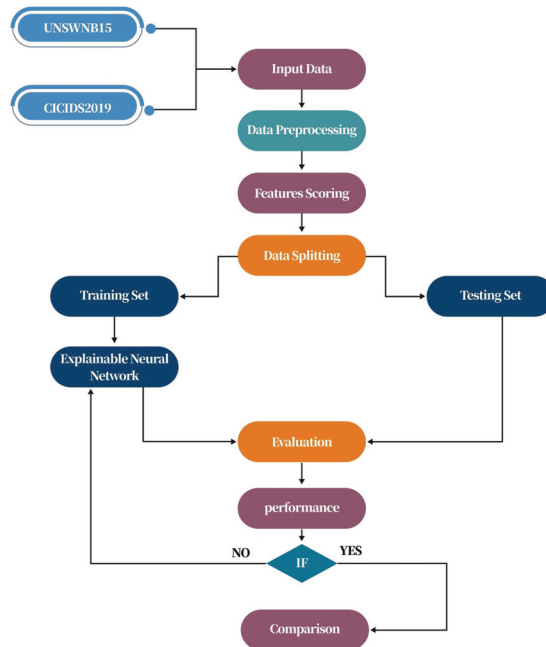 UNSWNB15
CICIDS2019
Input Data
Data Preprocessing
Features Scoring
Data Splitting
Training Set
Testing Set
Explainable Neural
Network
Evaluation
performance
NO
IF
YES
Comparison